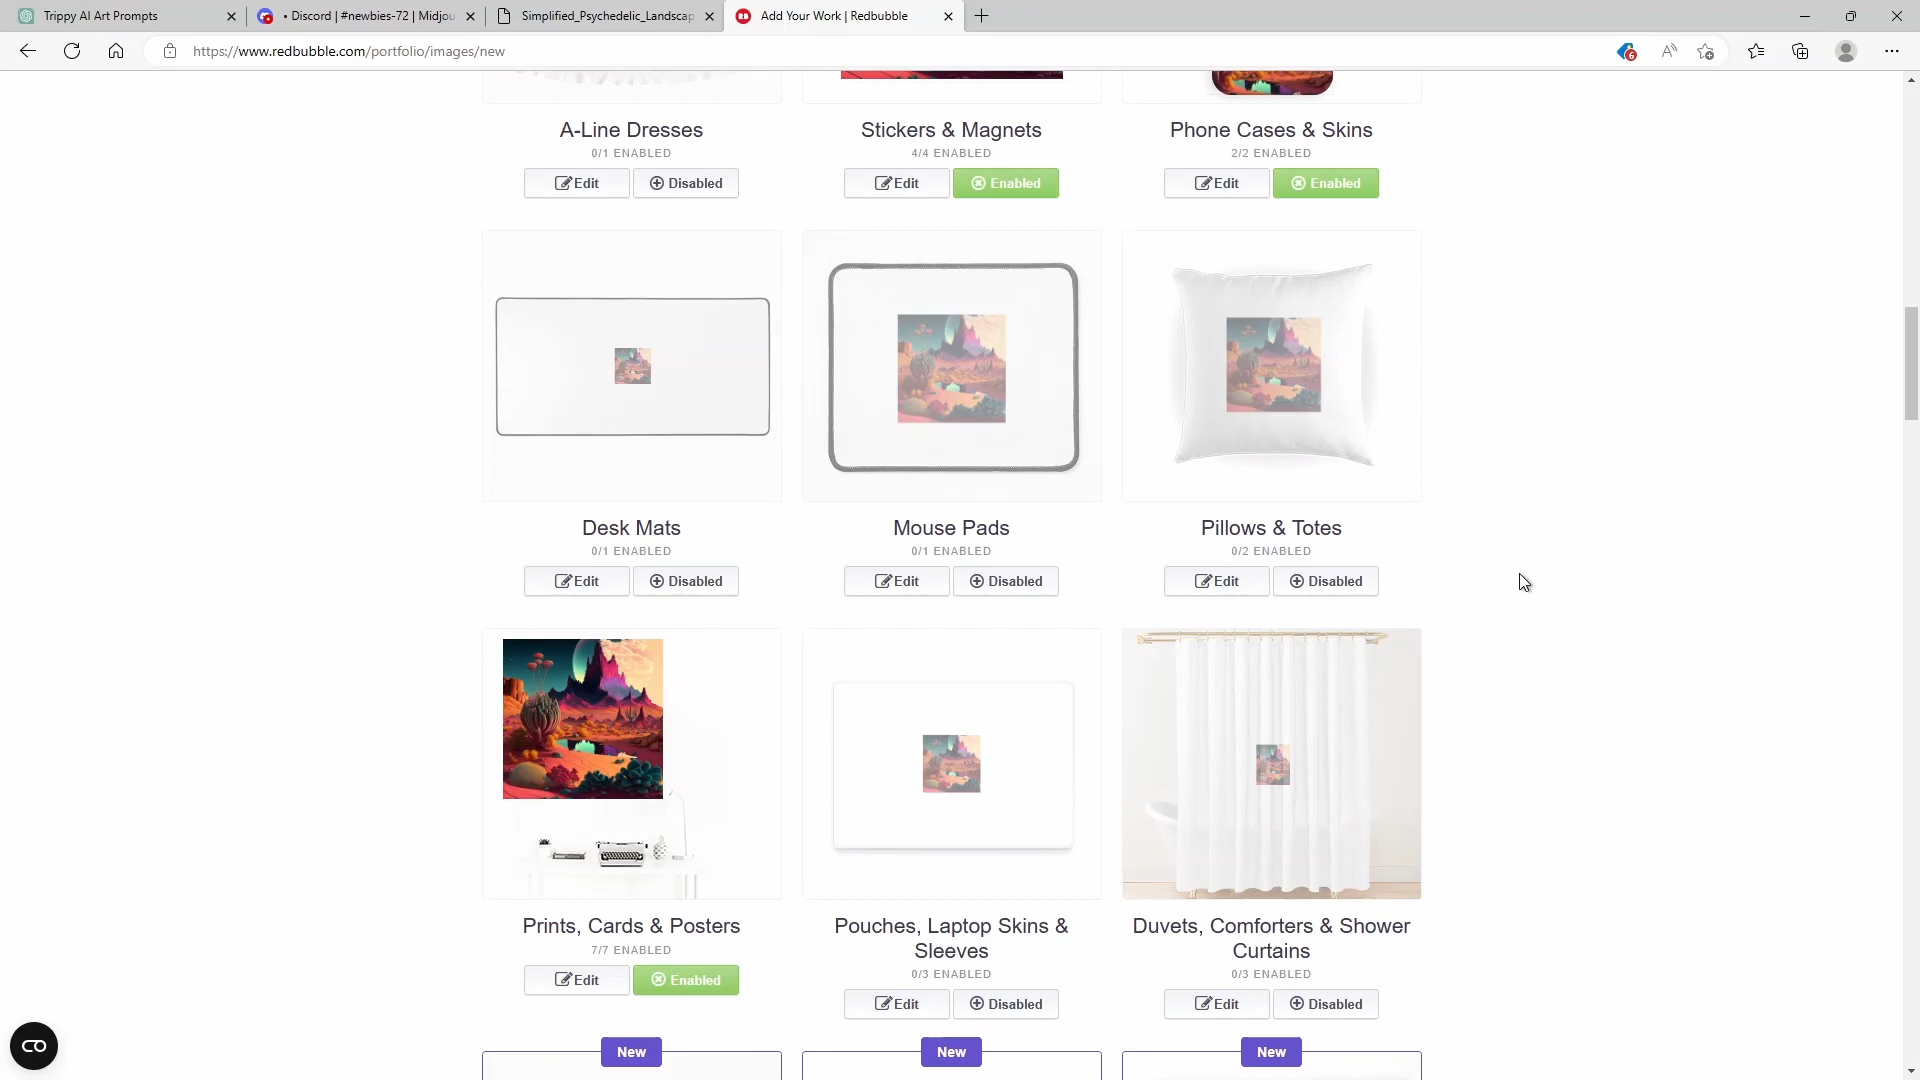 Trippy AI Art Prompts
• Discord | #newbies-72 | Midjou
Simplified_Psychedelic_Landscap
Add Your Work | Redbubble
https://www.redbubble.com/portfolio/images/new
6
A-Line Dresses
Stickers & Magnets
Phone Cases & Skins
0/1 ENABLED
4/4 ENABLED
2/2 ENABLED
Edit
Disabled
Edit
Enabled
Edit
Enabled
Desk Mats
Mouse Pads
Pillows & Totes
0/1 ENABLED
0/1 ENABLED
0/2 ENABLED
Edit
Disabled
Edit
Disabled
Edit
Disabled
Prints, Cards & Posters
Pouches, Laptop Skins &
Sleeves
Duvets, Comforters & Shower
Curtains
7/7 ENABLED
0/3 ENABLED
0/3 ENABLED
Edit
Enabled
Edit
Disabled
Edit
Disabled
New
New
New